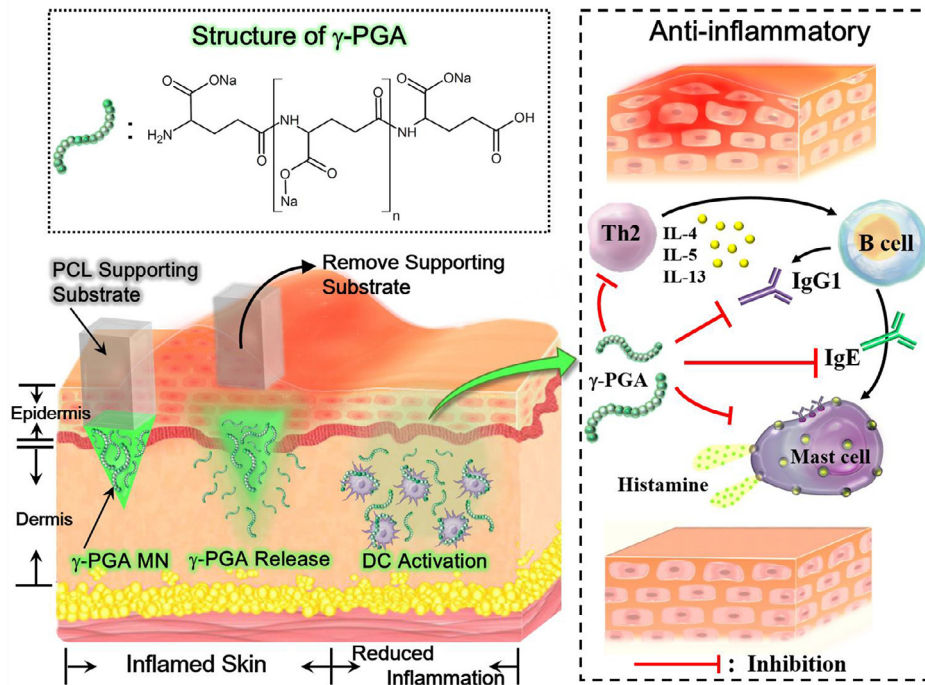 Structure of γ-PGA
ONa
O
H₂N
O
NH
O
O
Na
O
n
NH
O
ONa
O
OH
:
PCL Supporting
Substrate
Remove Supporting
Substrate
Epidermis
Dermis
γ-PGA MN
γ-PGA Release
DC Activation
Inflamed Skin
Reduced
Inflammation
Anti-inflammatory
Th2
IL-4
IL-5
IL-13
B cell
IgG1
IgE
γ-PGA
Mast cell
Histamine
: Inhibition